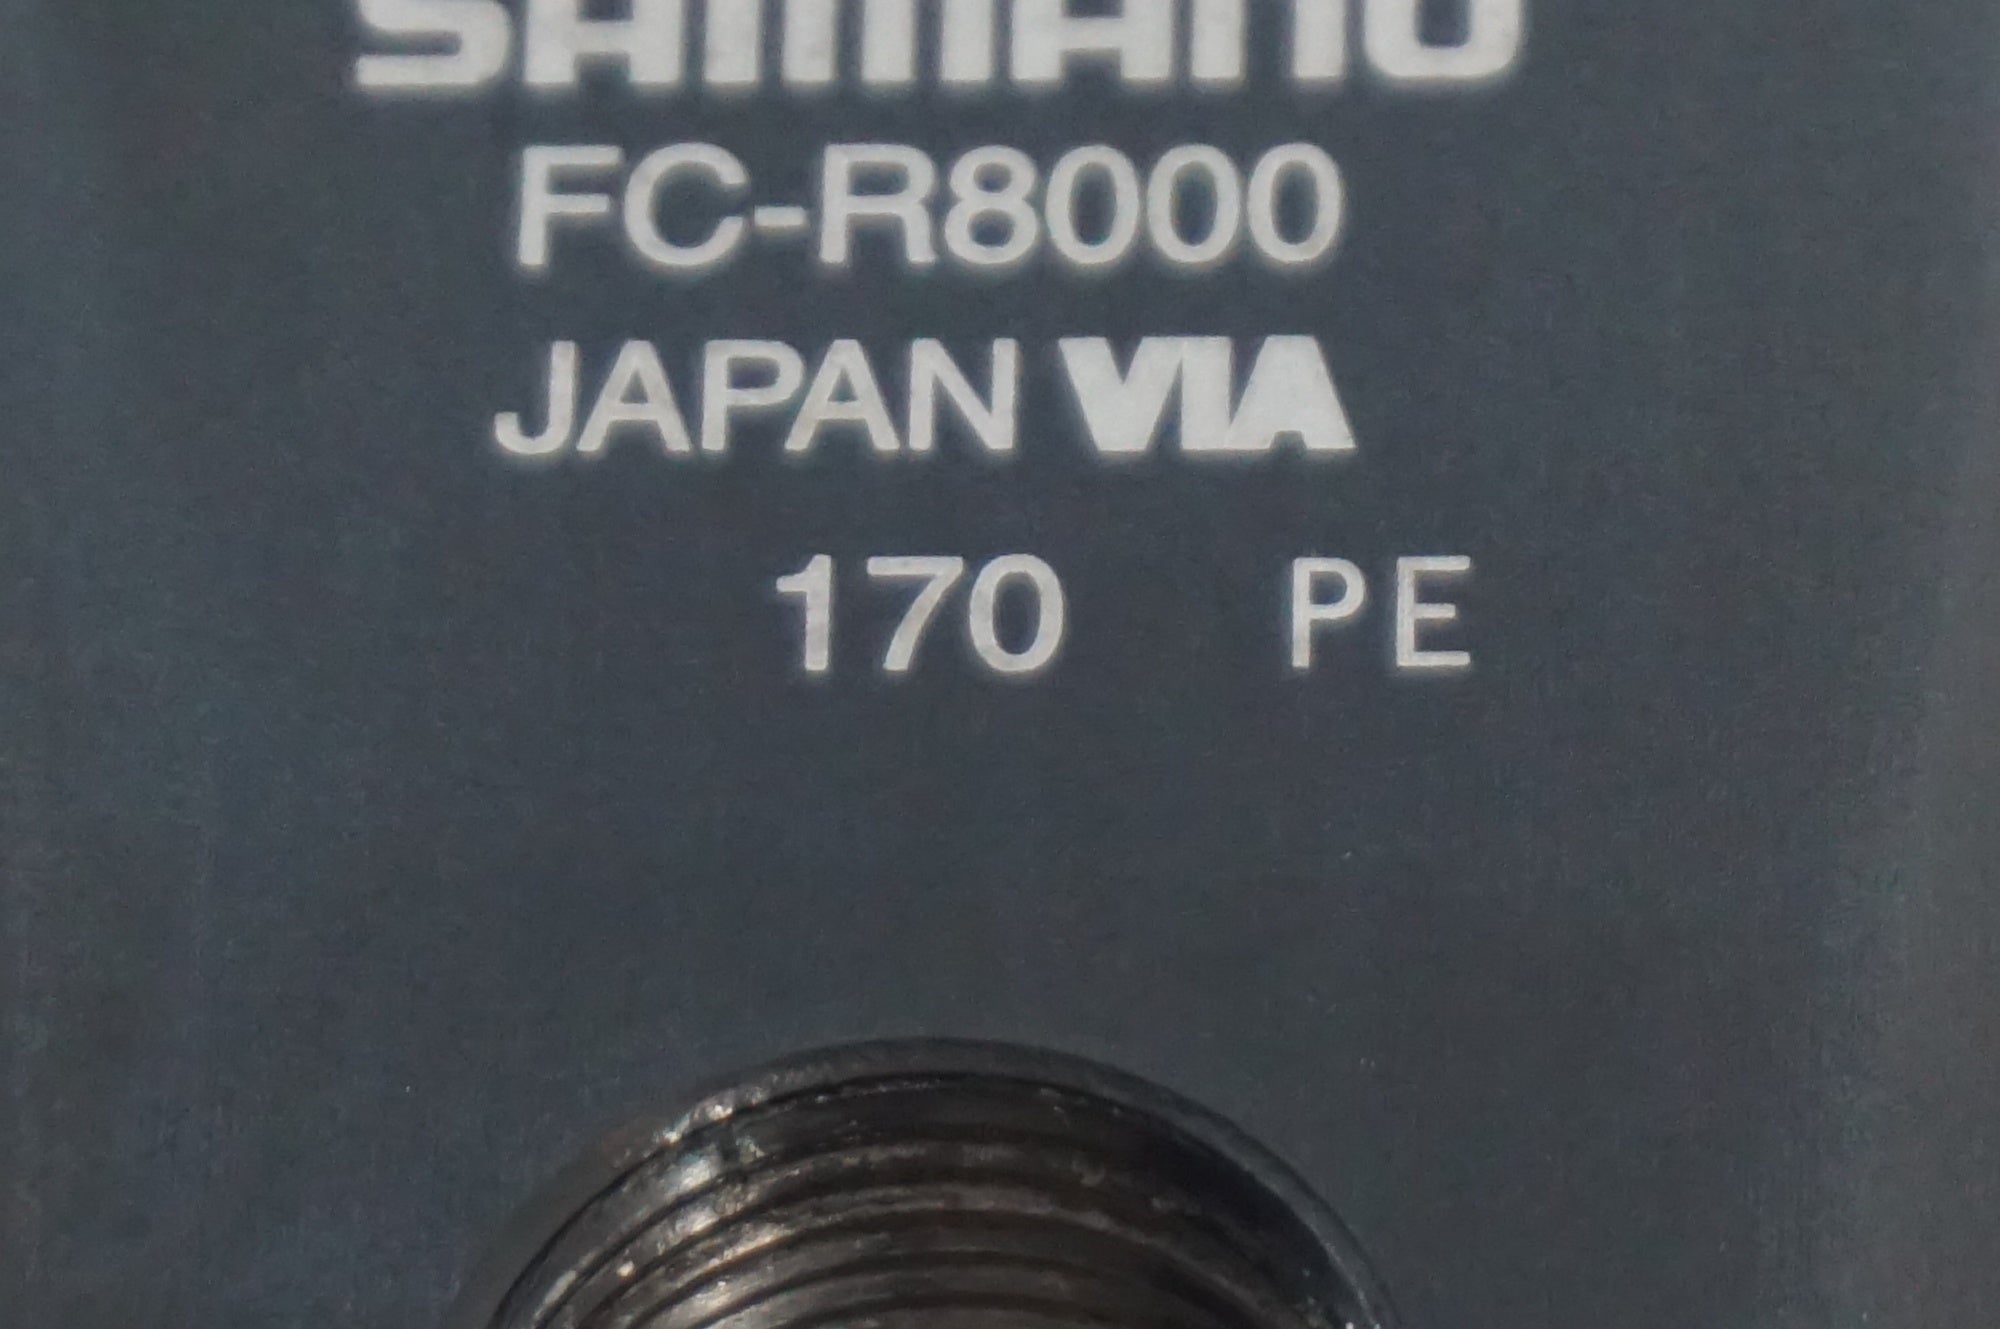 SHIMANO
FC-R8000
JAPAN VIA
170 PE